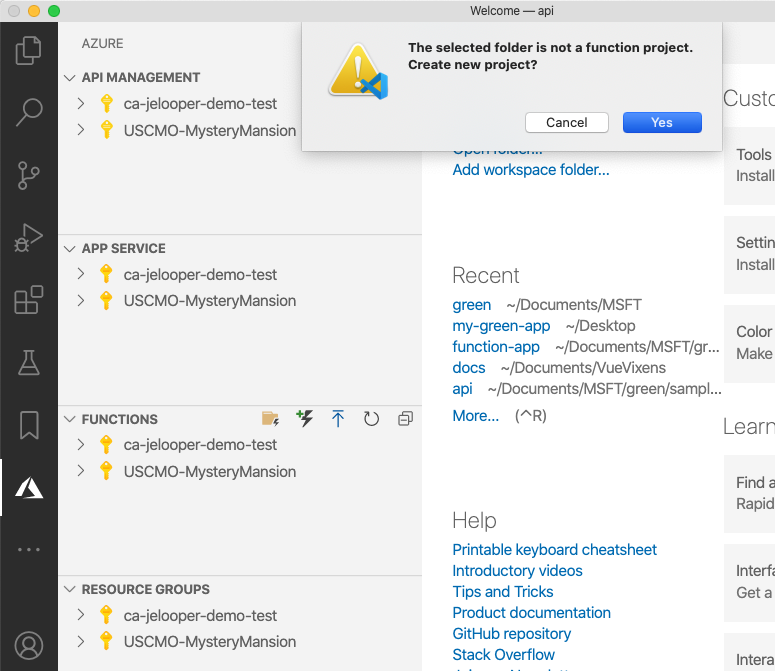 Welcome — api
AZURE
API MANAGEMENT
ca-jelooper-demo-test
USCMO-MysteryMansion
APP SERVICE
ca-jelooper-demo-test
USCMO-MysteryMansion
FUNCTIONS
ca-jelooper-demo-test
USCMO-MysteryMansion
RESOURCE GROUPS
ca-jelooper-demo-test
USCMO-MysteryMansion
The selected folder is not a function project.
Create new project?
Cancel
Yes
Open folder...
Add workspace folder...
Recent
green ~/Documents/MSFT
my-green-app ~/Desktop
function-app ~/Documents/MSFT/gr...
docs ~/Documents/VueVixens
api ~/Documents/MSFT/green/sampl...
More... (^R)
Help
Printable keyboard cheatsheet
Introductory videos
Tips and Tricks
Product documentation
GitHub repository
Stack Overflow
Custo
Tools
Install
Settin
Install
Color
Make
Learn
Find a
Rapid
Interfa
Get a
Intera